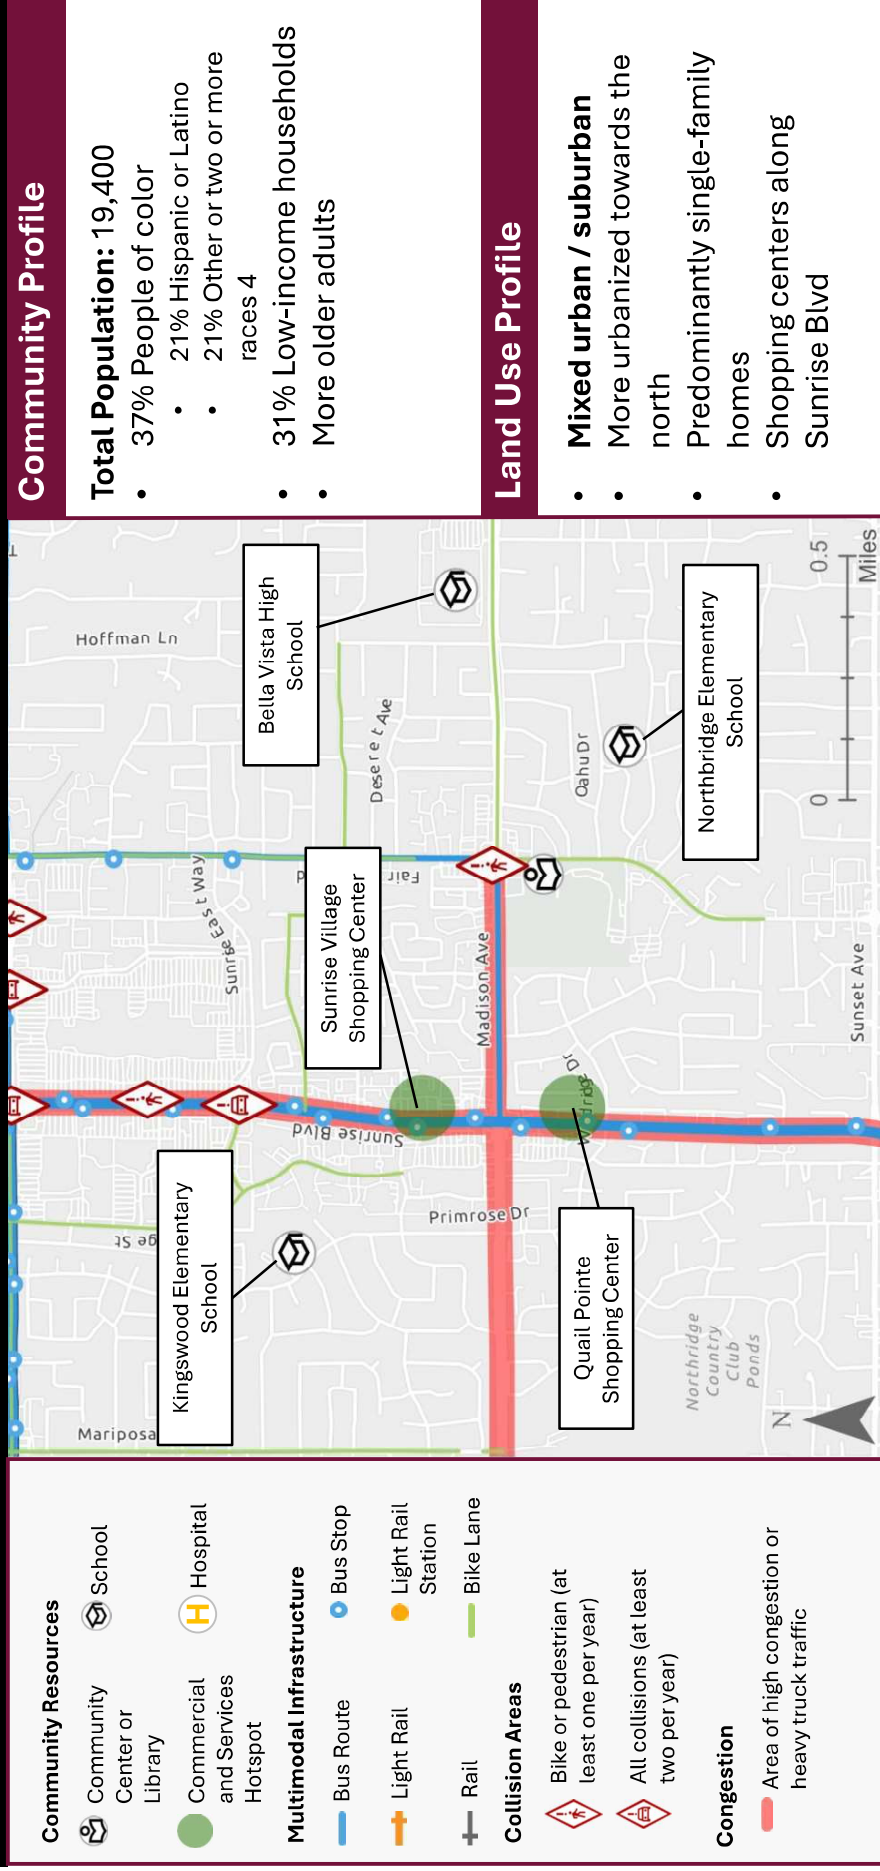 Community Resources
Community
Center or
Library
School
Commercial
and Services
Hotspot
Hospital
Multimodal Infrastructure
Bus Route
Bus Stop
Light Rail
Light Rail
Station
Rail
Bike Lane
Collision Areas
Bike or pedestrian (at
least one per year)
All collisions (at least
two per year)
Congestion
Area of high congestion or
heavy truck traffic
Mariposa
Kingswood Elementary
School
Primrose Dr
Sunrise Blvd
Sunrise East Way
Hoffman Ln
Bella Vista High
School
Deseret Ave
Sunrise Village
Shopping Center
Fair
Madison Ave
Oahu Dr
Northbridge Elementary
School
Quail Pointe
Shopping Center
Northridge
Country
Club
Ponds
Sunset Ave
N
0
0.5
Miles
Community Profile
Total Population: 19,400
• 37% People of color
• 21% Hispanic or Latino
• 21% Other or two or more
races 4
• 31% Low-income households
• More older adults
Land Use Profile
• Mixed urban / suburban
• More urbanized towards the
north
• Predominantly single-family
homes
• Shopping centers along
Sunrise Blvd